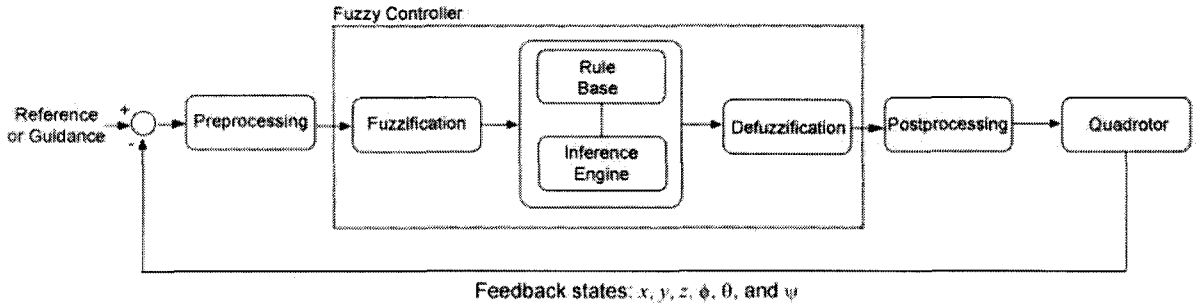 Fuzzy Controller
Reference
or Guidance
+
-
Preprocessing
Fuzzification
Rule
Base
Inference
Engine
Defuzzification
Postprocessing
Quadrotor
Feedback states: x, y, z, ϕ, θ, and ψ